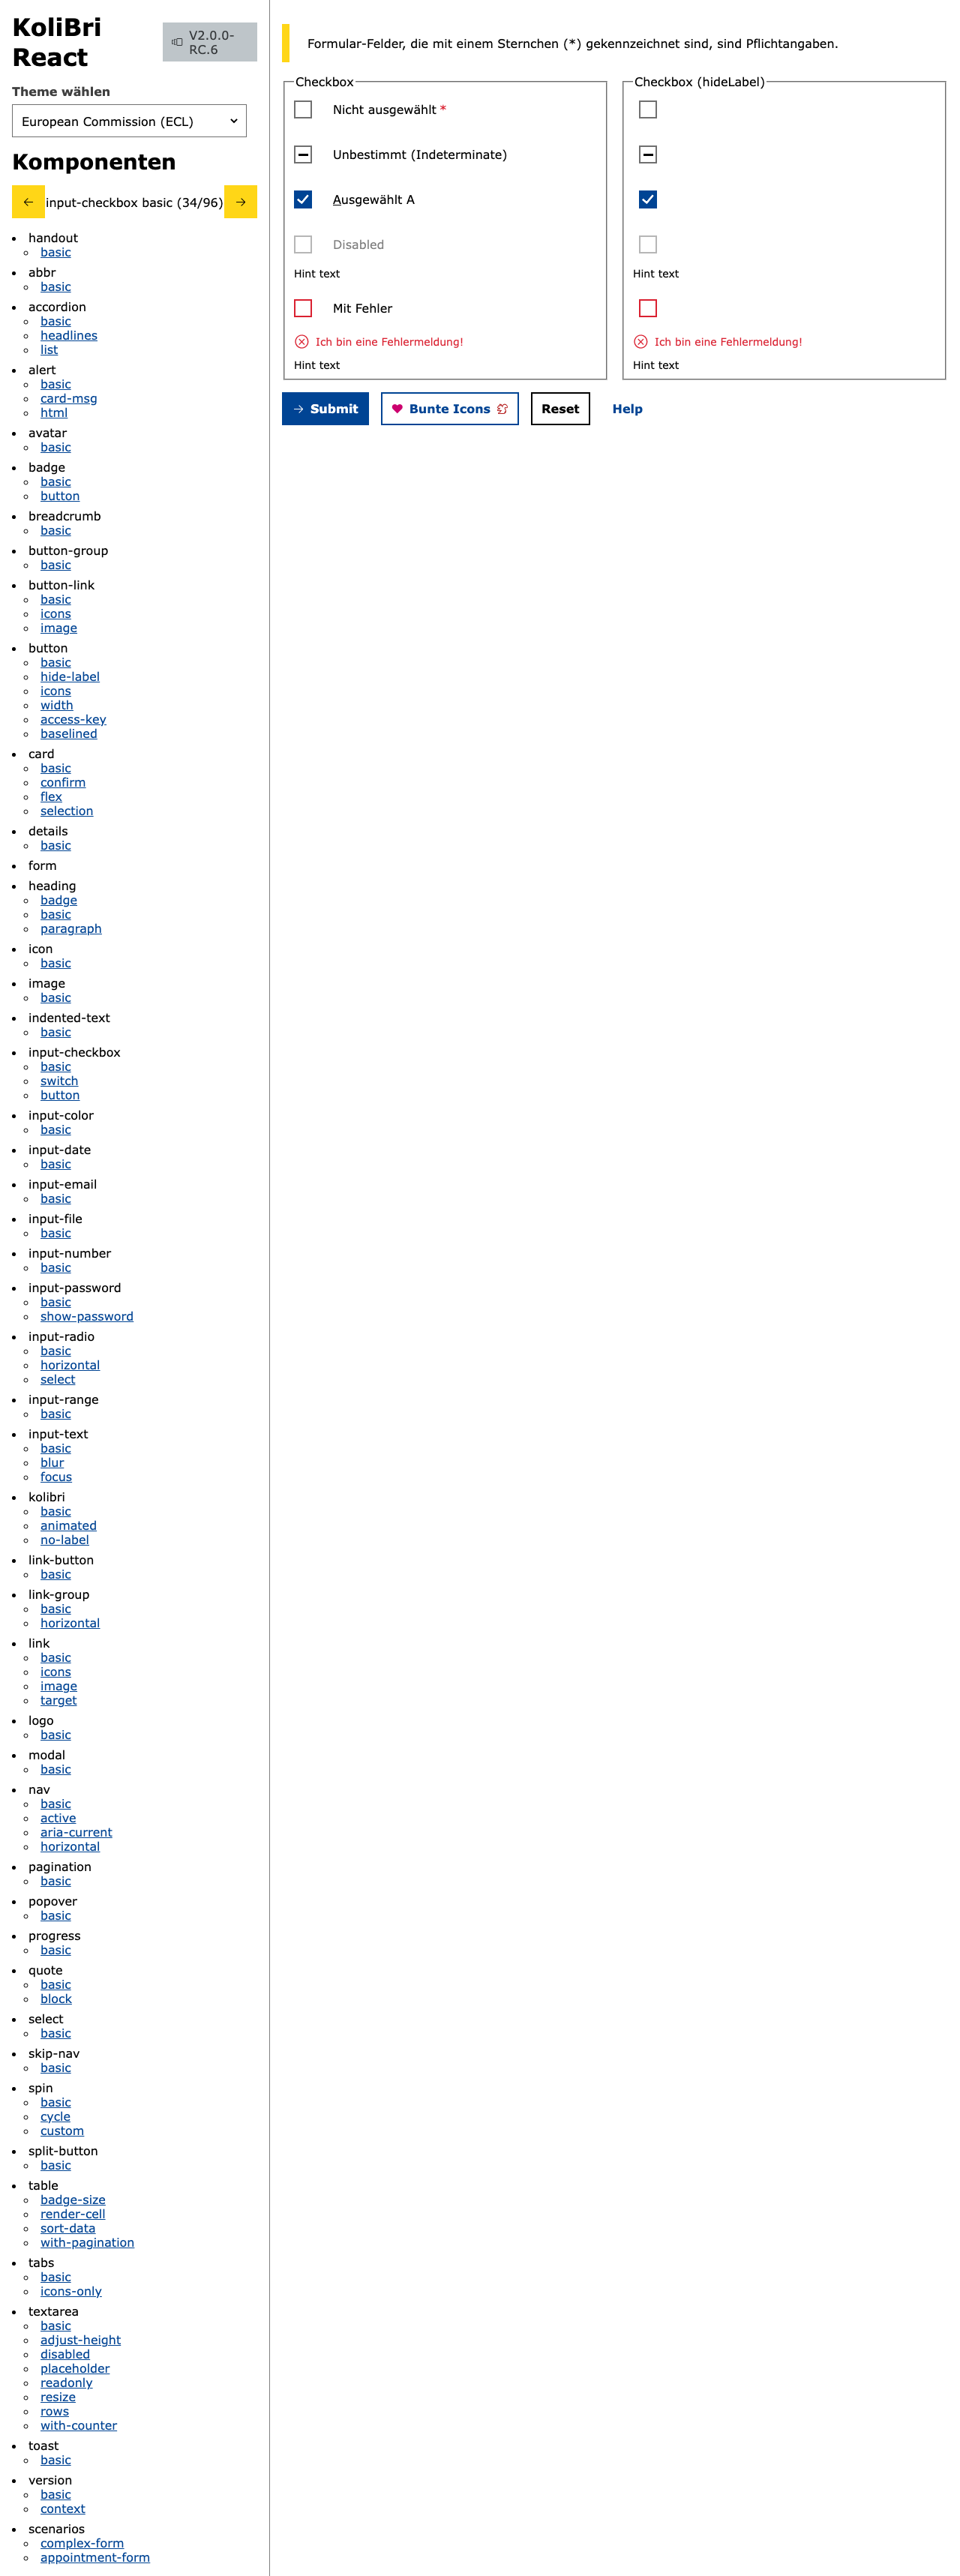 KoliBri
React
V2.0.0-
RC.6
Theme wählen
European Commission (ECL)
Komponenten
input-checkbox basic (34/96)
handout
basic
abbr
basic
accordion
basic
headlines
list
alert
basic
card-msg
html
avatar
basic
badge
basic
button
breadcrumb
basic
button-group
basic
button-link
basic
icons
image
button
basic
hide-label
icons
width
access-key
baselined
card
basic
confirm
flex
selection
details
basic
form
heading
badge
basic
paragraph
icon
basic
image
basic
indented-text
basic
input-checkbox
basic
switch
button
input-color
basic
input-date
basic
input-email
basic
input-file
basic
input-number
basic
input-password
basic
show-password
input-radio
basic
horizontal
select
input-range
basic
input-text
basic
blur
focus
kolibri
basic
animated
no-label
link-button
basic
link-group
basic
horizontal
link
basic
icons
image
target
logo
basic
modal
basic
nav
basic
active
aria-current
horizontal
pagination
basic
popover
basic
progress
basic
quote
basic
block
select
basic
skip-nav
basic
spin
basic
cycle
custom
split-button
basic
table
badge-size
render-cell
sort-data
with-pagination
tabs
basic
icons-only
textarea
basic
adjust-height
disabled
placeholder
readonly
resize
rows
with-counter
toast
basic
version
basic
context
scenarios
complex-form
appointment-form
Formular-Felder, die mit einem Sternchen (*) gekennzeichnet sind, sind Pflichtangaben.
Checkbox
Nicht ausgewählt *
Unbestimmt (Indeterminate)
Ausgewählt A
Disabled
Hint text
Mit Fehler
Ich bin eine Fehlermeldung!
Hint text
Checkbox (hideLabel)
Hint text
Ich bin eine Fehlermeldung!
Hint text
Submit
Bunte Icons
Reset
Help